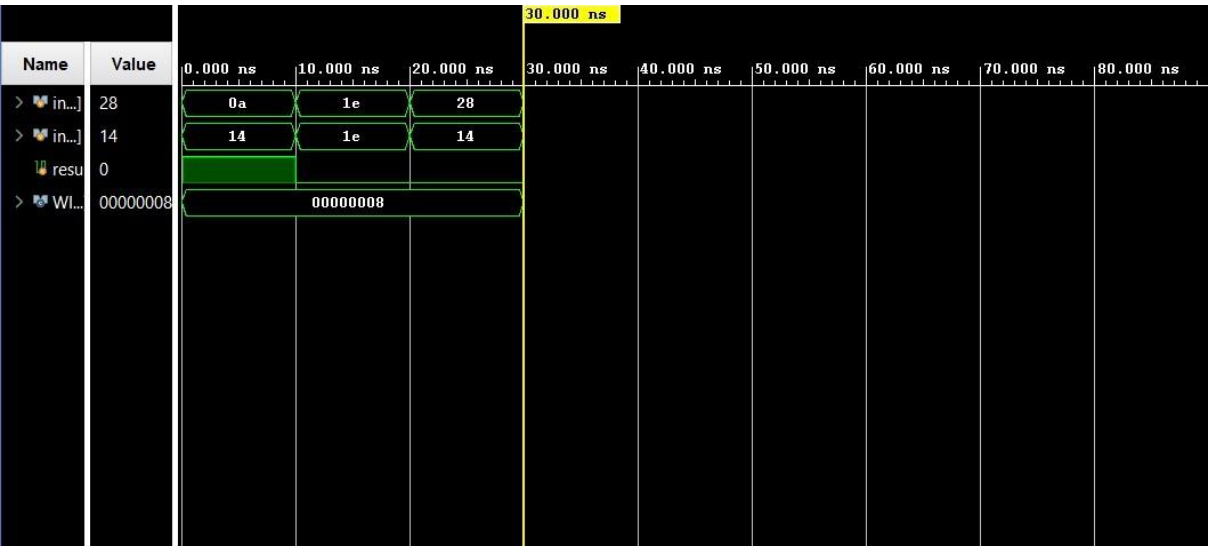 30.000 ns
Name Value 0.000 ns 10.000 ns 20.000 ns 30.000 ns 40.000 ns 50.000 ns 60.000 ns 70.000 ns 80.000 ns
in...] 28 0a 1e 28
in...] 14 14 1e 14
resu 0
WI... 00000008 00000008